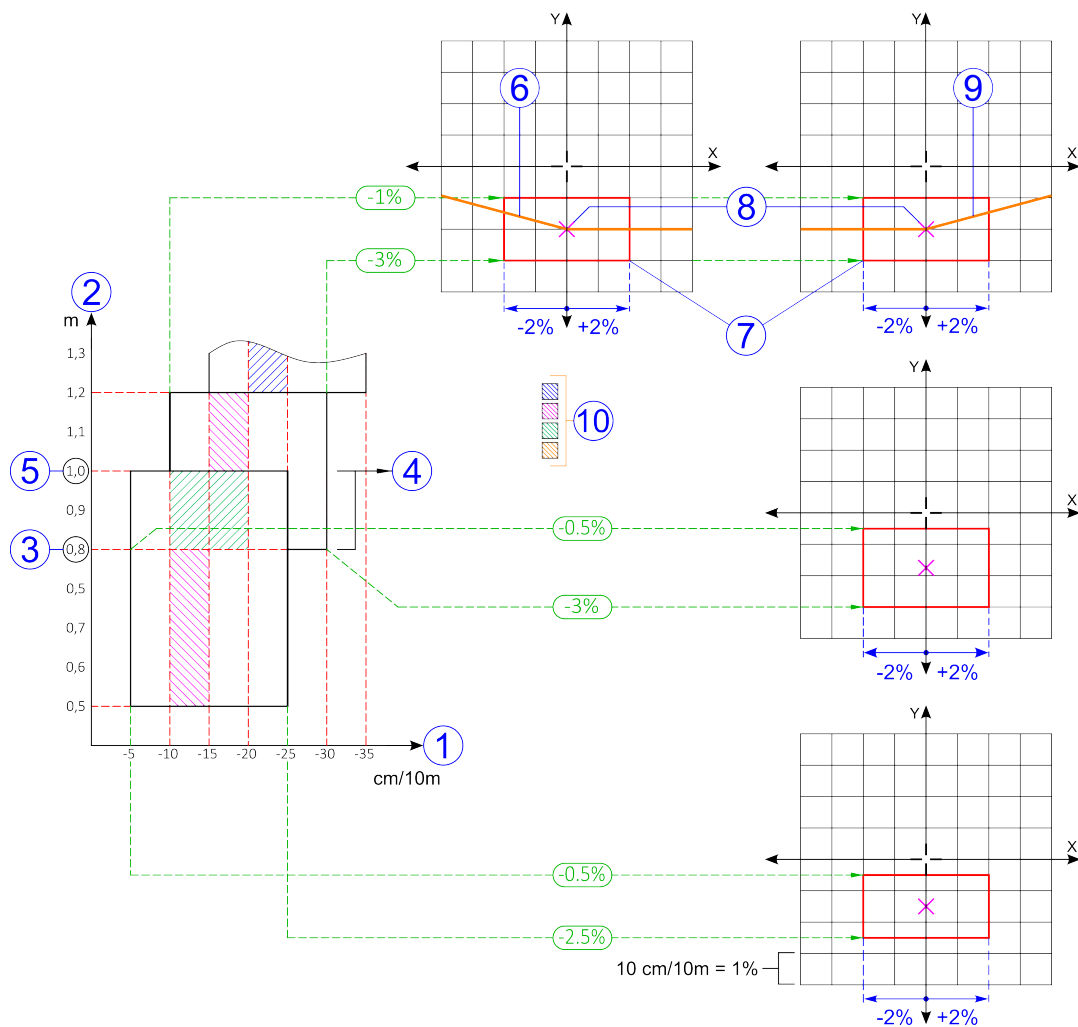 Y
Y
6
9
X
X
-1%
8
-3%
2
m
-2% +2%
7
-2% +2%
1,3
Y
1,2
10
1,1
5
1,0
4
0,9
X
-0.5%
3
0,8
0,5
-3%
0,7
0,6
-2% +2%
0,5
Y
-5 -10 -15 -20 -25 -30 -35
1
cm/10m
X
-0.5%
-2.5%
10 cm/10m = 1%
-2% +2%